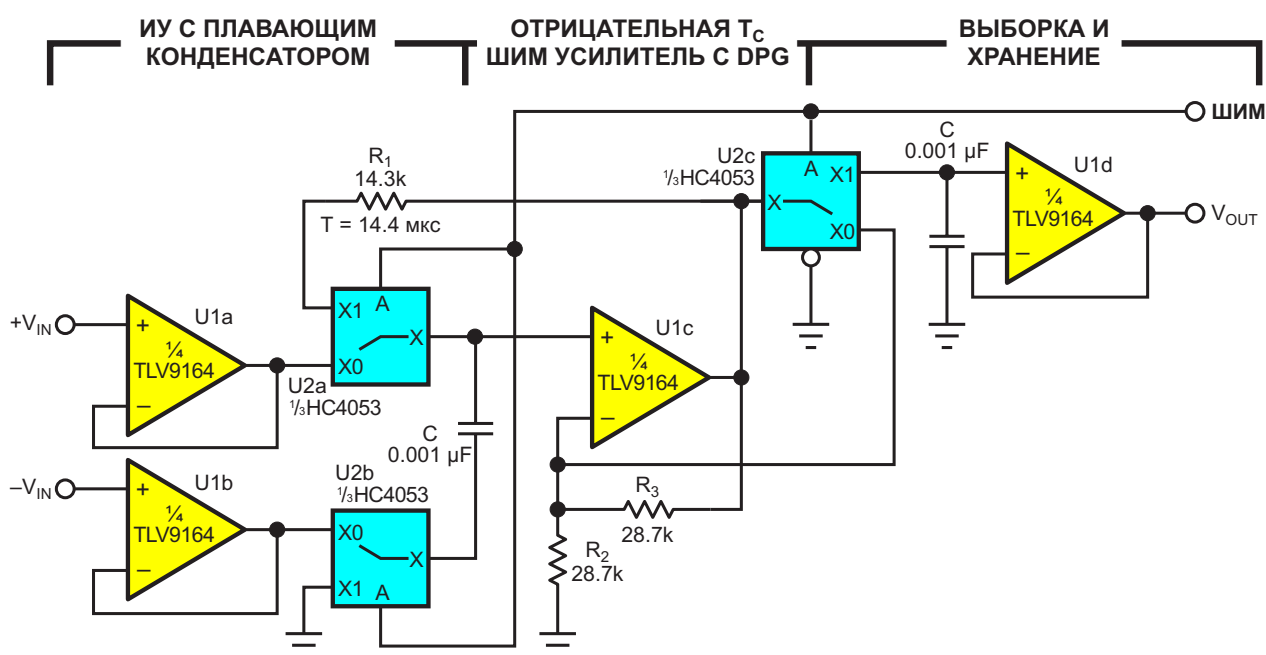 ИУ С ПЛАВАЮЩИМ
КОНДЕНСАТОРОМ
ОТРИЦАТЕЛЬНАЯ T_C
ШИМ УСИЛИТЕЛЬ С DPG
ВЫБОРКА И
ХРАНЕНИЕ
ШИМ
R1
14.3k
T = 14.4 мкс
U2c
⅓HC4053
A
X1
X
X0
C
0.001 µF
U1d
+
¼
TLV9164
–
VOUT
+VIN
+
U1a
¼
TLV9164
–
X1
A
X
X0
U2a
⅓HC4053
+
U1c
¼
TLV9164
–
C
0.001 µF
–VIN
+
U1b
¼
TLV9164
–
U2b
⅓HC4053
X0
X
X1
A
R3
28.7k
R2
28.7k